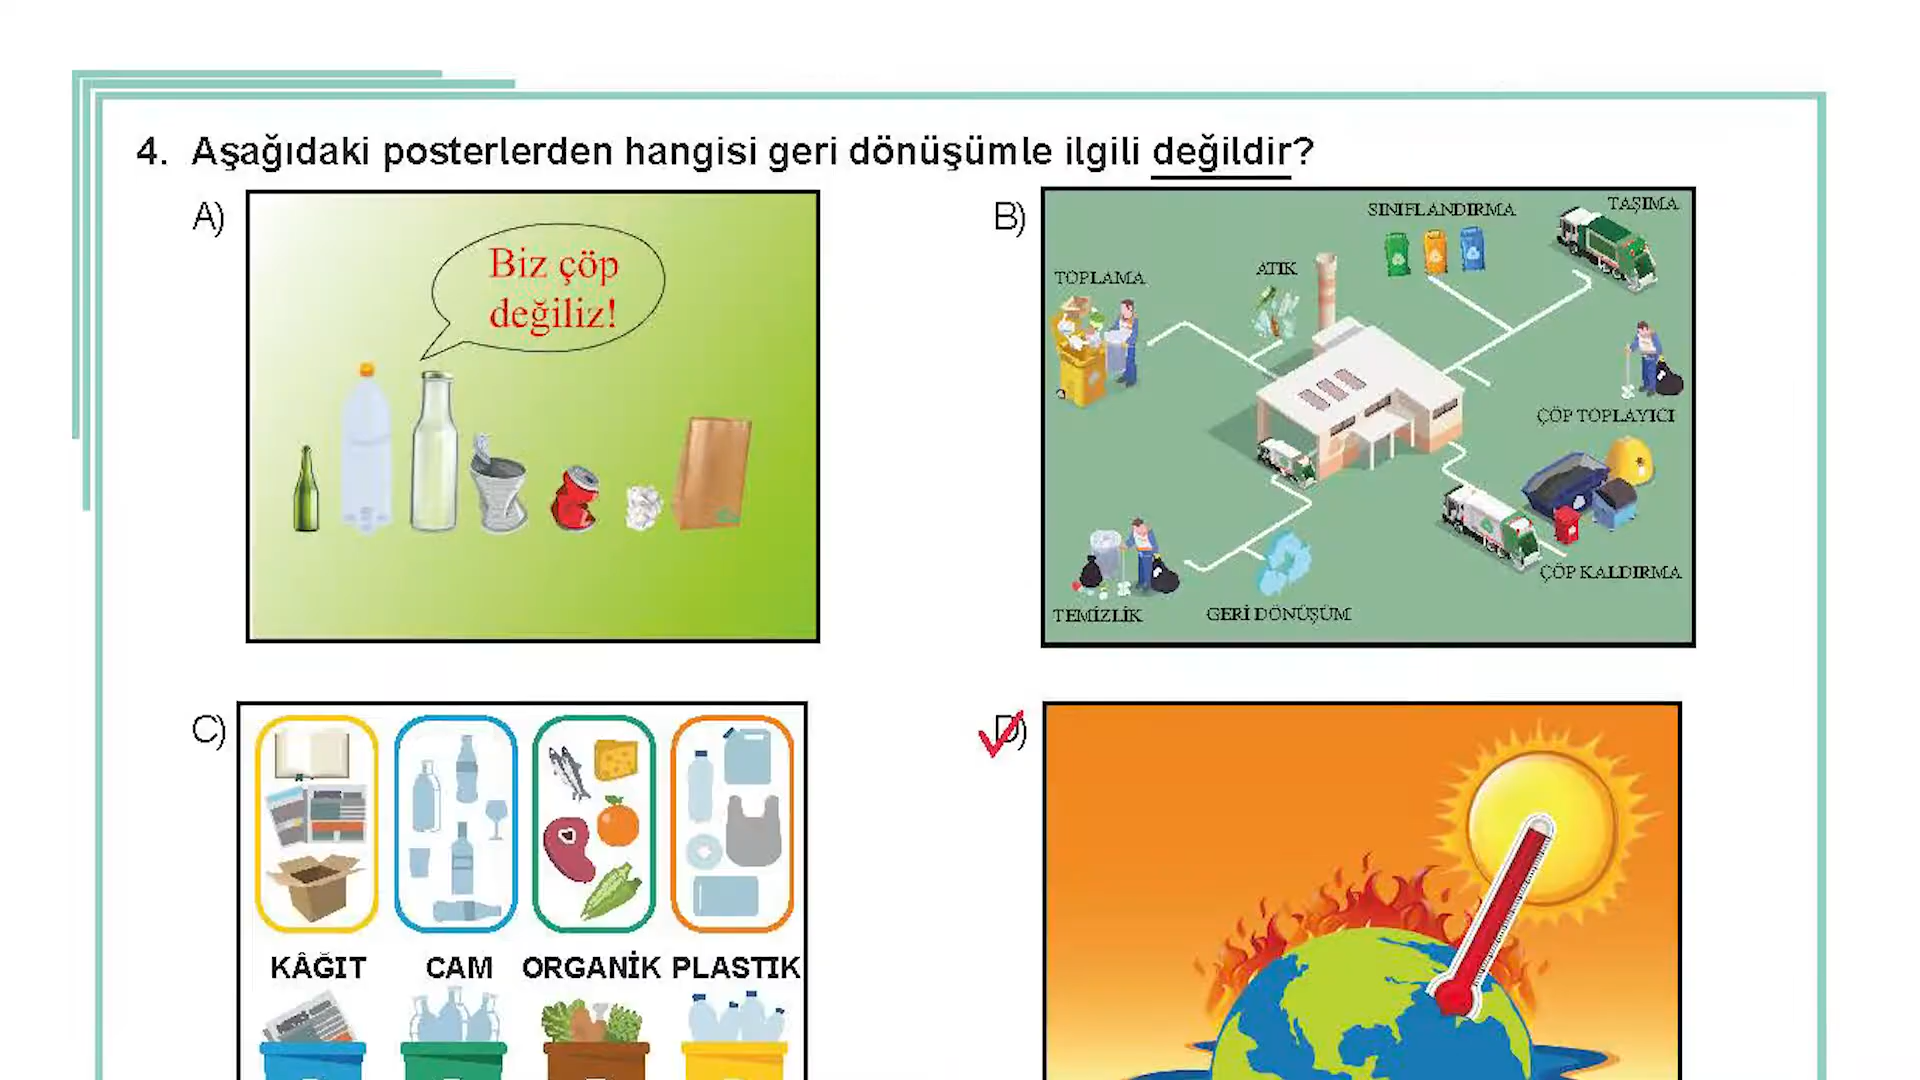 4. Aşağıdaki posterlerden hangisi geri dönüşümle ilgili değildir?
A)
Biz çöp
değiliz!
B)
SINIFLANDIRMA
TAŞIMA
TOPLAMA
ATIK
ÇÖP TOPLAYICI
ÇÖP KALDIRMA
TEMİZLİK
GERİ DÖNÜŞÜM
C)
KÂĞIT CAM ORGANİK PLASTIK
D)